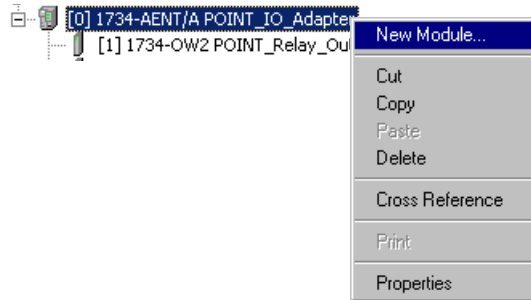 [0] 1734-AENT/A POINT_IO_Adapter
[1] 1734-OW2 POINT_Relay_Ou
New Module...
Cut
Copy
Paste
Delete
Cross Reference
Print
Properties